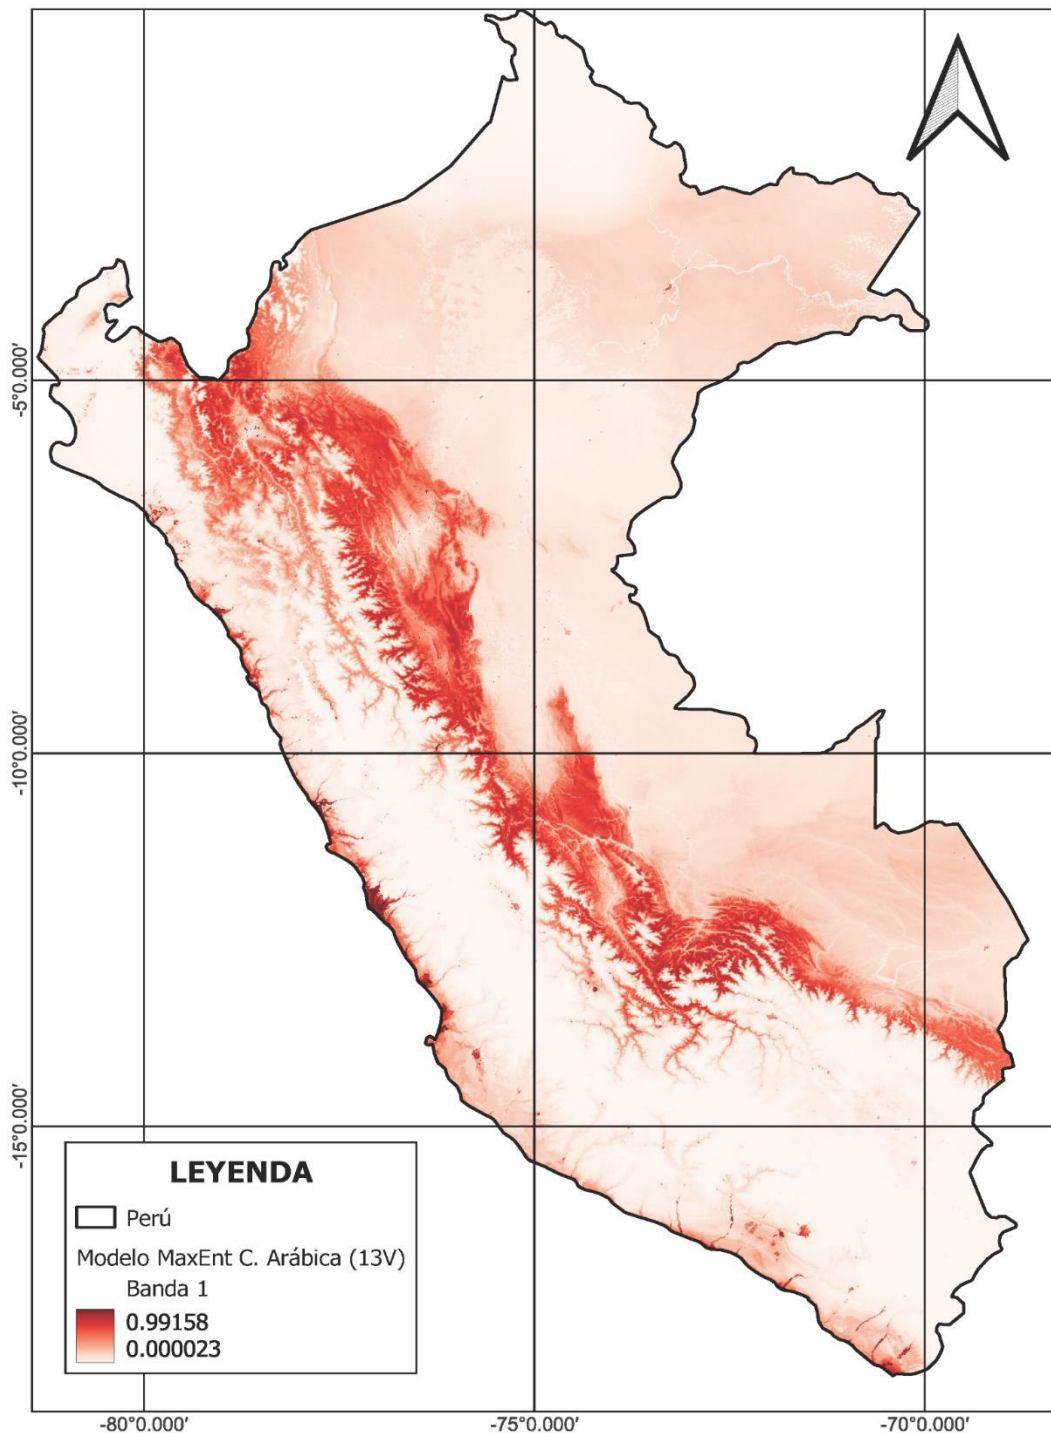 -5°0.000′
-10°0.000′
-15°0.000′
LEYENDA
Perú
Modelo MaxEnt C. Arábica (13V)
Banda 1
0.99158
0.000023
-80°0.000′
-75°0.000′
-70°0.000′